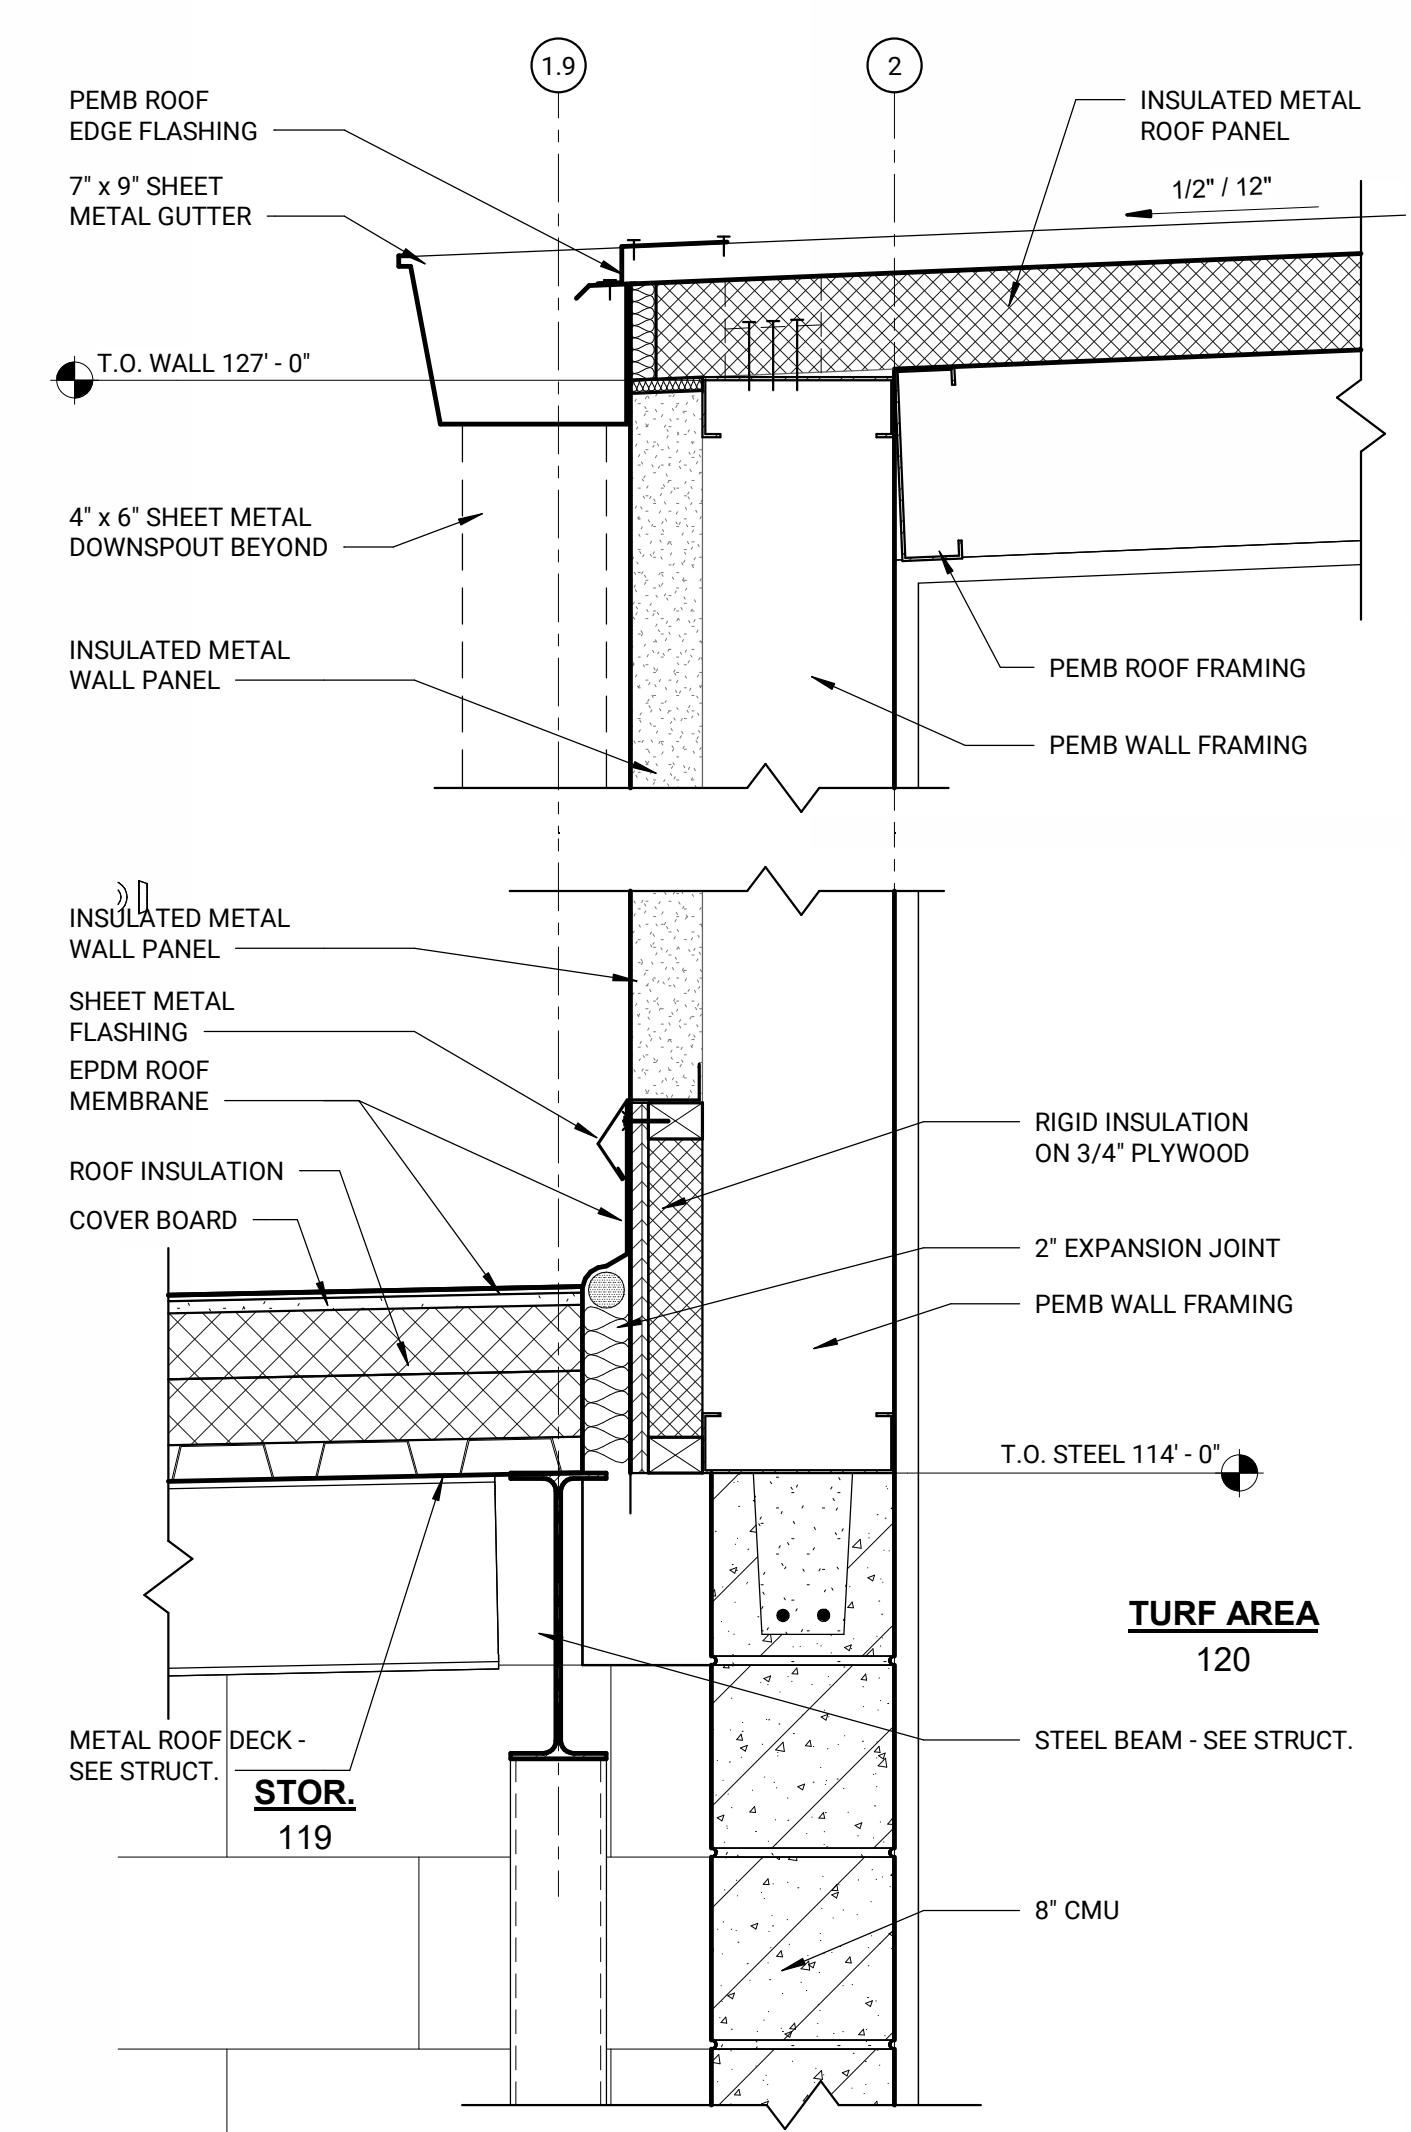 1.9
2
PEMB ROOF
EDGE FLASHING
INSULATED METAL
ROOF PANEL
7" x 9" SHEET
METAL GUTTER
1/2" / 12"
T.O. WALL 127' - 0"
4" x 6" SHEET METAL
DOWNSPOUT BEYOND
INSULATED METAL
WALL PANEL
PEMB ROOF FRAMING
PEMB WALL FRAMING
INSULATED METAL
WALL PANEL
SHEET METAL
FLASHING
EPDM ROOF
MEMBRANE
RIGID INSULATION
ON 3/4" PLYWOOD
ROOF INSULATION
COVER BOARD
2" EXPANSION JOINT
PEMB WALL FRAMING
T.O. STEEL 114' - 0"
TURF AREA
120
METAL ROOF DECK -
SEE STRUCT.
STEEL BEAM - SEE STRUCT.
STOR.
119
8" CMU